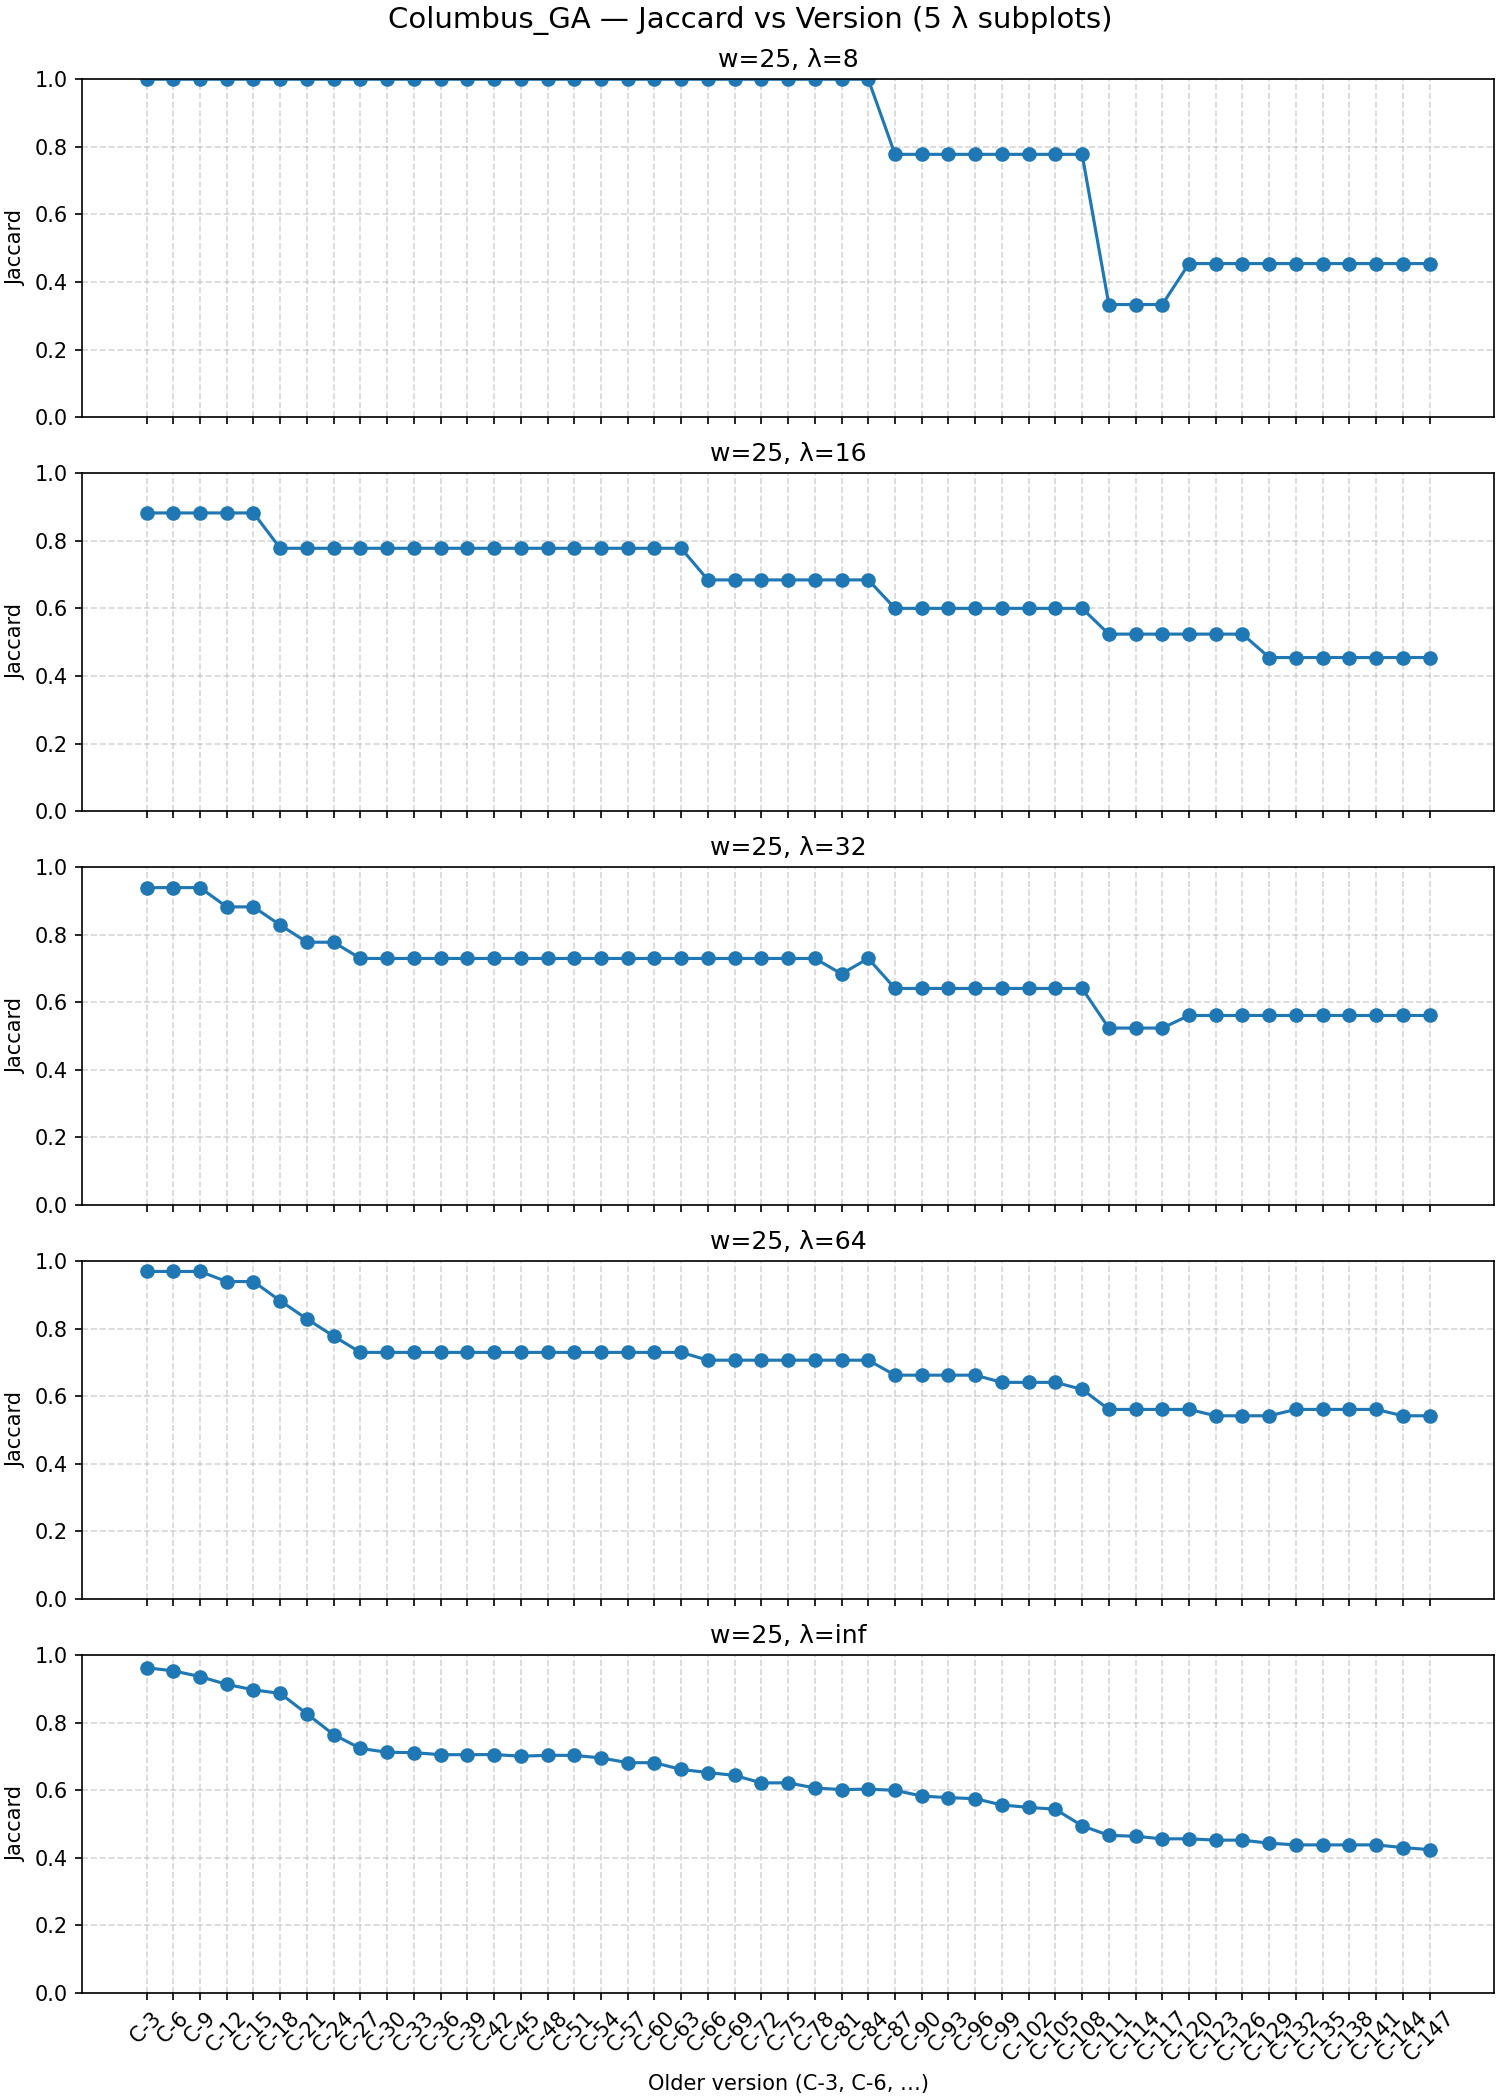 Columbus_GA — Jaccard vs Version (5 λ subplots)
w=25, λ=8
1.0
0.8
0.6
0.4
0.2
0.0
Jaccard
w=25, λ=16
1.0
0.8
0.6
0.4
0.2
0.0
Jaccard
w=25, λ=32
1.0
0.8
0.6
0.4
0.2
0.0
Jaccard
w=25, λ=64
1.0
0.8
0.6
0.4
0.2
0.0
Jaccard
w=25, λ=inf
1.0
0.8
0.6
0.4
0.2
0.0
Jaccard
C-3
C-6
C-9
C-12
C-15
C-18
C-21
C-24
C-27
C-30
C-33
C-36
C-39
C-42
C-45
C-48
C-51
C-54
C-57
C-60
C-63
C-66
C-69
C-72
C-75
C-78
C-81
C-84
C-87
C-90
C-93
C-96
C-99
C-102
C-105
C-108
C-111
C-114
C-117
C-120
C-123
C-126
C-129
C-132
C-135
C-138
C-141
C-144
C-147
Older version (C-3, C-6, ...)